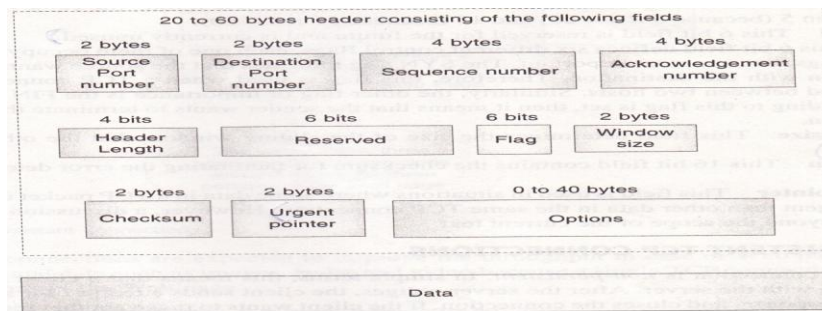 20 to 60 bytes header consisting of the following fields
2 bytes 2 bytes 4 bytes 4 bytes
Source Port number
Destination Port number
Sequence number
Acknowledgement number
4 bits 6 bits 6 bits 2 bytes
Header Length
Reserved
Flag
Window size
2 bytes 2 bytes 0 to 40 bytes
Checksum
Urgent pointer
Options
Data